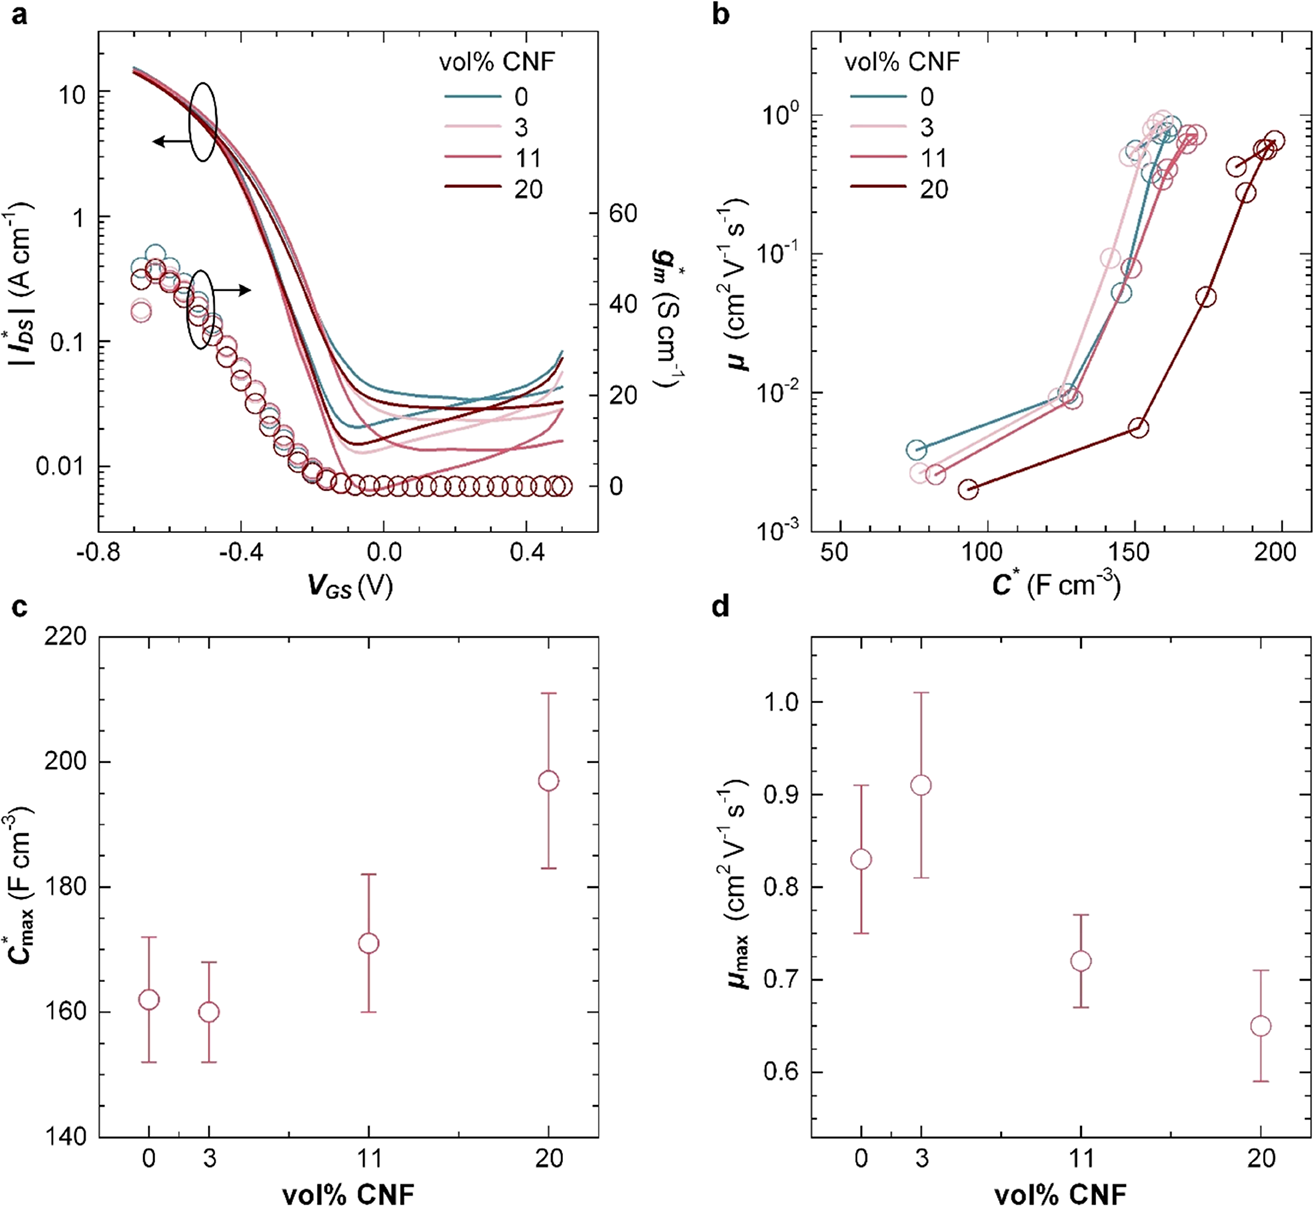 a
vol% CNF
0
3
11
20
10
1
0.1
0.01
| I*DS | (A cm-1)
60
40
20
0
g*m (S cm-1)
-0.8 -0.4 0.0 0.4
VGS (V)
b
vol% CNF
0
3
11
20
10^0
10^-1
10^-2
10^-3
μ (cm2 V-1 s-1)
50 100 150 200
C* (F cm-3)
c
220
200
180
160
140
C*max (F cm-3)
0 3 11 20
vol% CNF
d
1.0
0.9
0.8
0.7
0.6
μmax (cm2 V-1 s-1)
0 3 11 20
vol% CNF